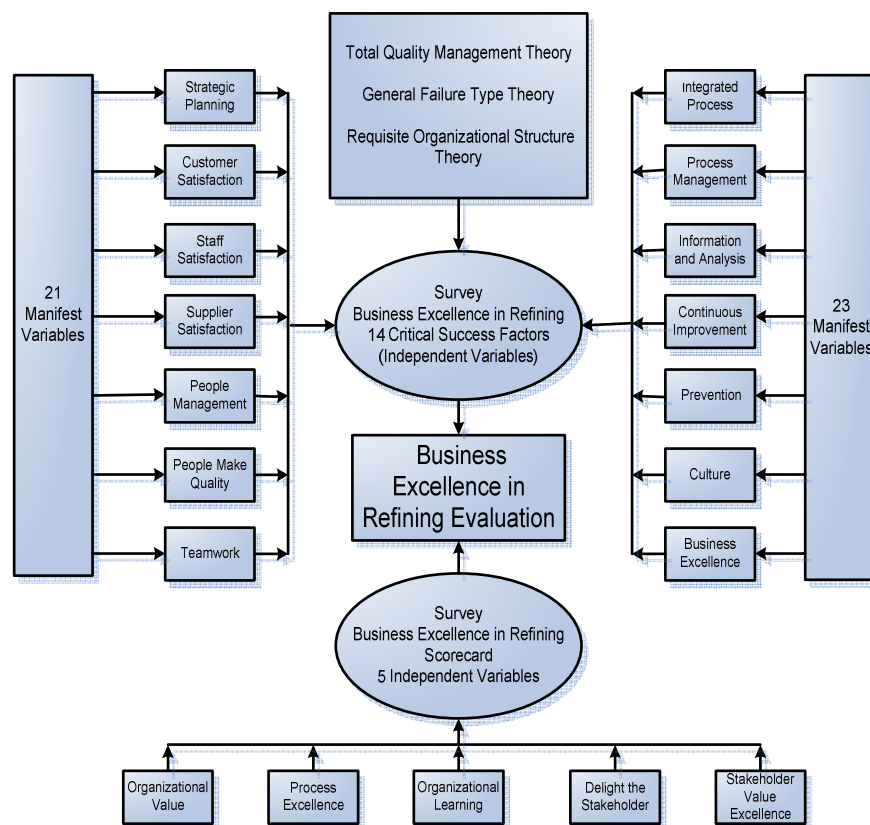 Total Quality Management Theory
General Failure Type Theory
Requisite Organizational Structure
Theory
21
Manifest
Variables
Strategic
Planning
Customer
Satisfaction
Staff
Satisfaction
Supplier
Satisfaction
People
Management
People Make
Quality
Teamwork
Survey
Business Excellence in Refining
14 Critical Success Factors
(Independent Variables)
Business
Excellence in
Refining Evaluation
Survey
Business Excellence in Refining
Scorecard
5 Independent Variables
Integrated
Process
Process
Management
Information
and Analysis
Continuous
Improvement
Prevention
Culture
Business
Excellence
23
Manifest
Variables
Organizational
Value
Process
Excellence
Organizational
Learning
Delight the
Stakeholder
Stakeholder
Value
Excellence